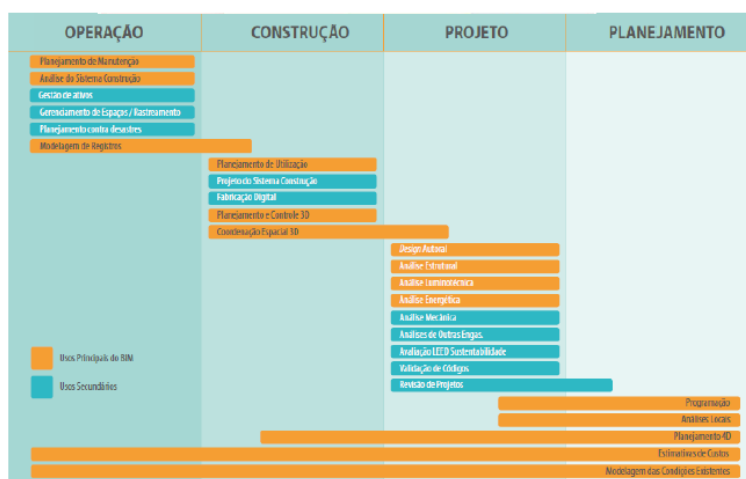 OPERAÇÃO CONSTRUÇÃO PROJETO PLANEJAMENTO
Planejamento de Manutenção
Análise do Sistema Construção
Gestão de ativos
Gerenciamento de Espaços / Rastreamento
Planejamento contra desastres
Modelagem de Registros
Planejamento de Utilização
Projeto do Sistema Construção
Fabricação Digital
Planejamento e Controle 3D
Coordenação Espacial 3D
Design Autoral
Análise Estrutural
Análise Luminotécnica
Análise Energética
Análise Mecânica
Análises de Outras Engas.
Avaliação LEED Sustentabilidade
Validação de Códigos
Revisão de Projetos
Usos Principais do BIM
Usos Secundários
Programação
Análises Locais
Planejamento 4D
Estimativas de Custos
Modelagem das Condições Existentes